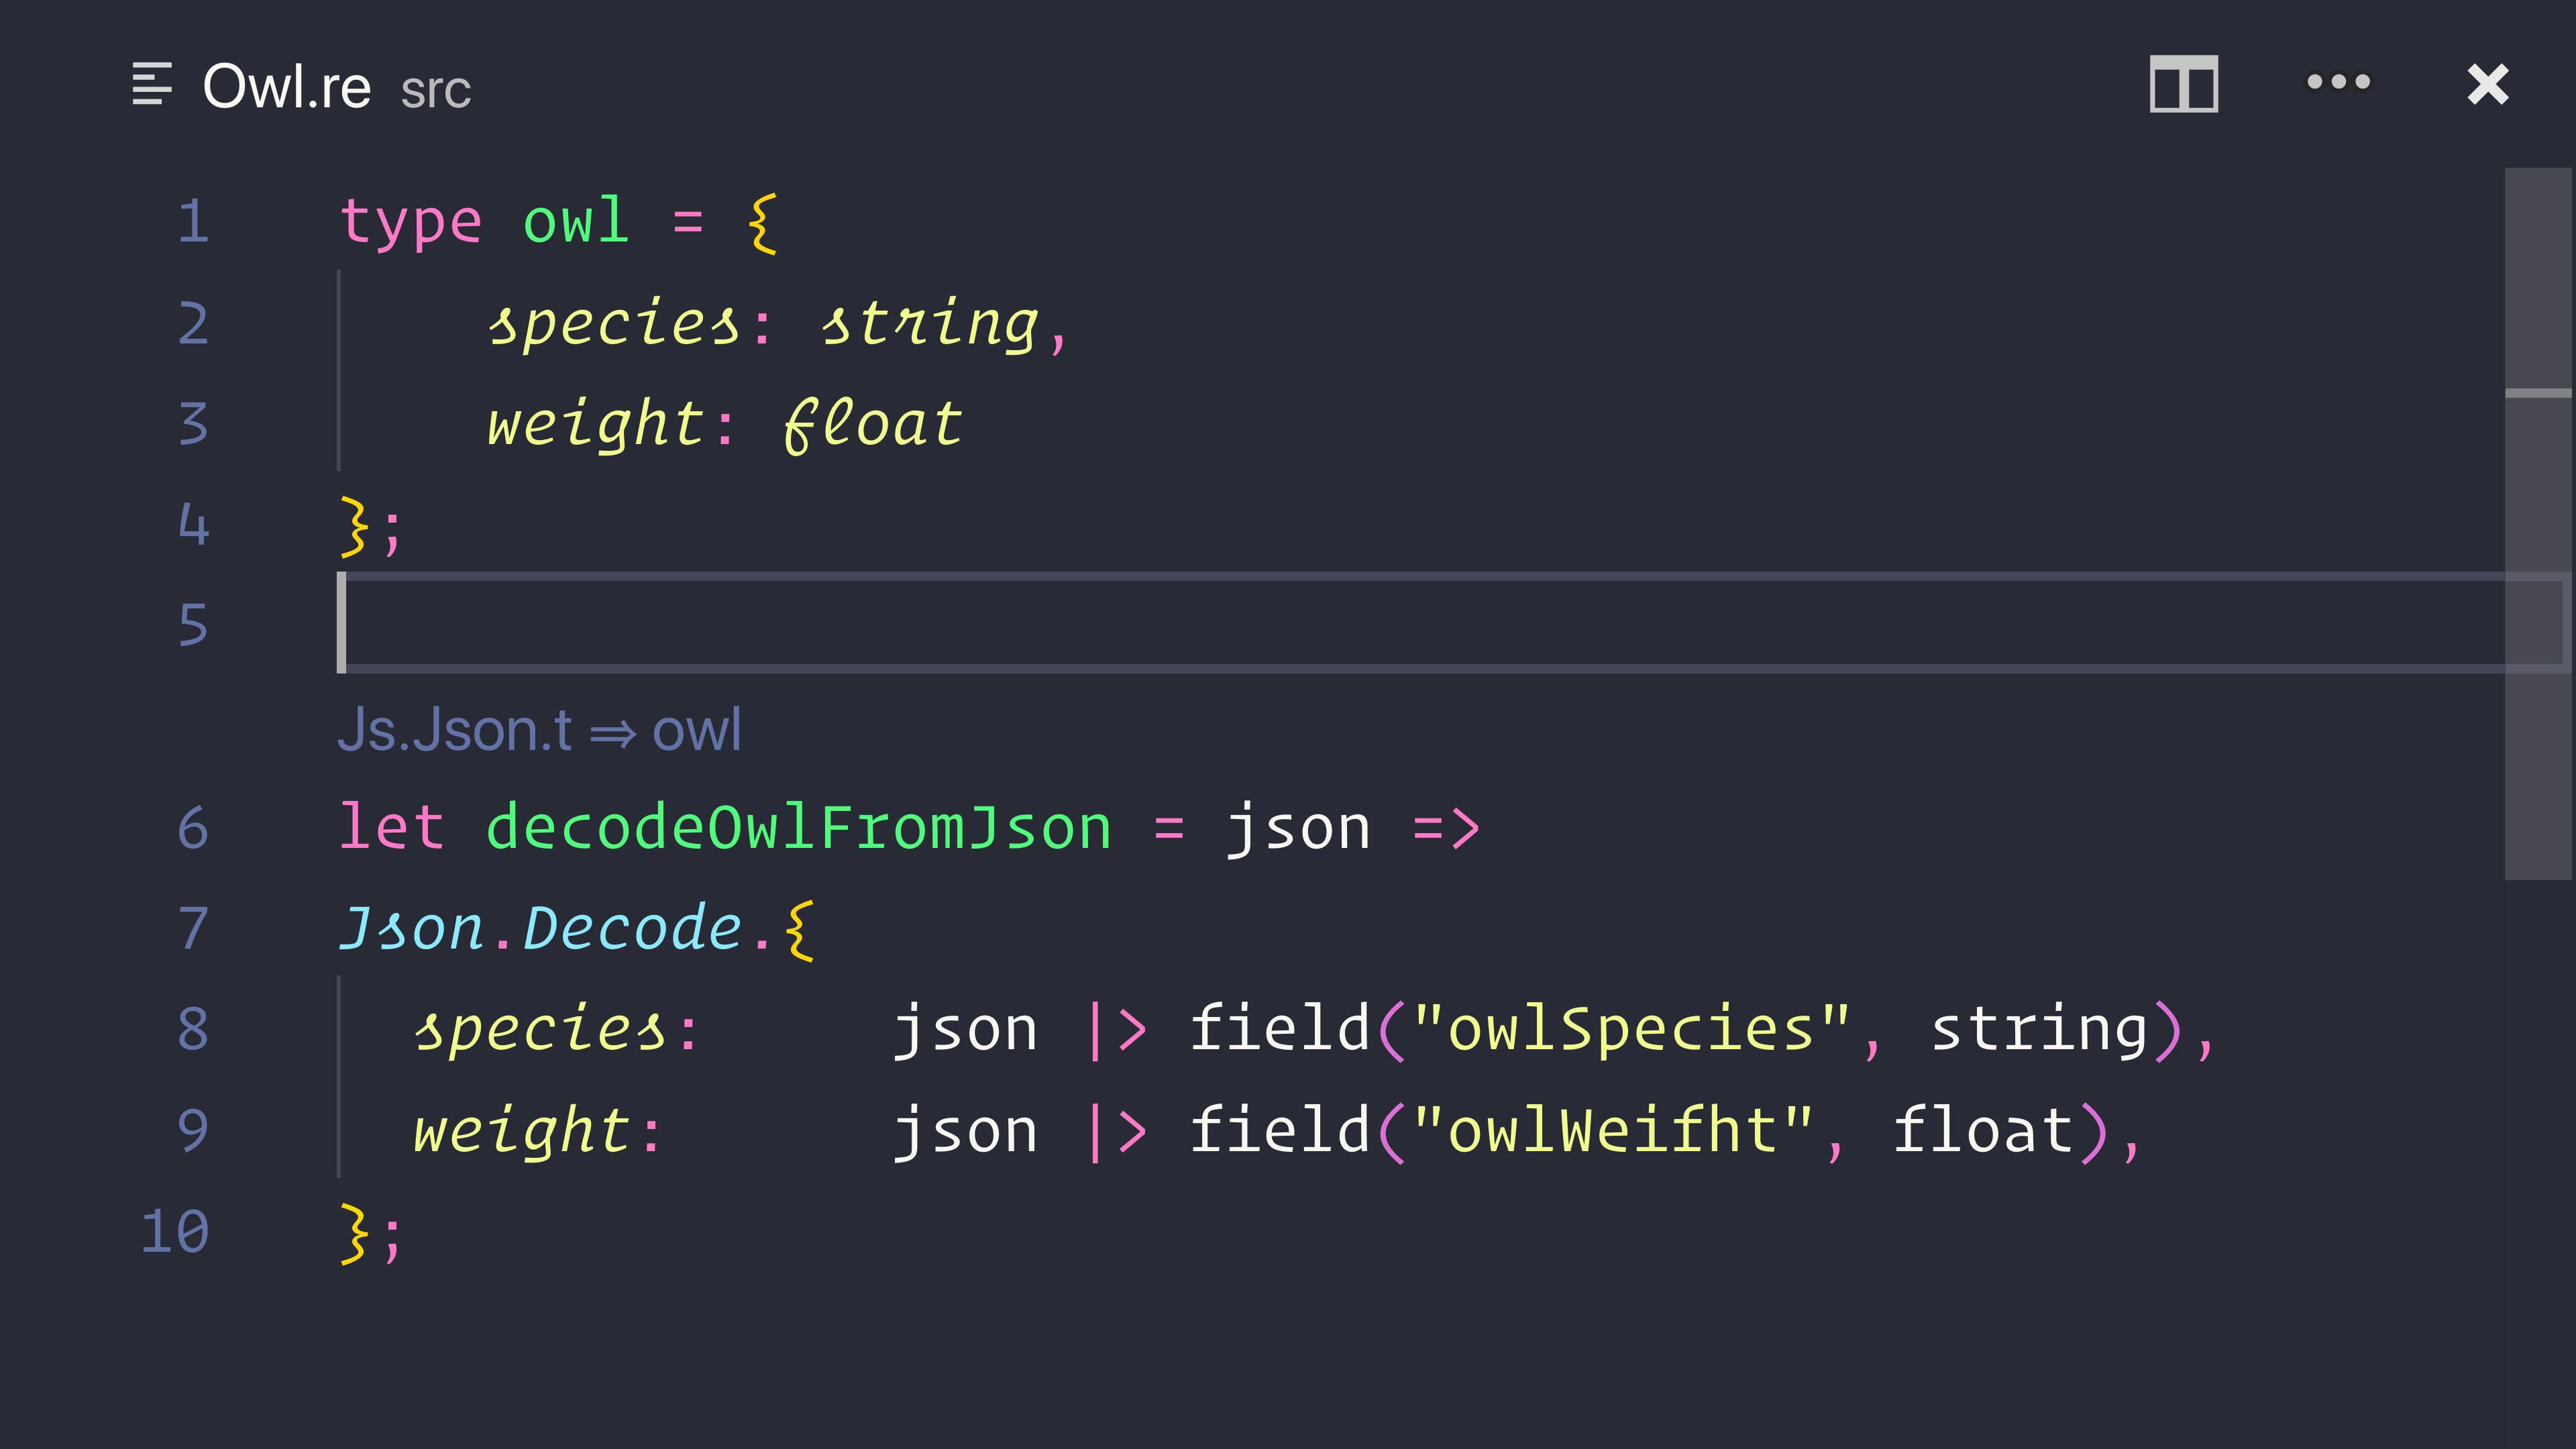 Owl.re src
1 type owl = {
2     species: string,
3     weight: float
4 };
5
Js.Json.t ⇒ owl
6 let decodeOwlFromJson = json =>
7 Json.Decode.{
8   species:     json |> field("owlSpecies", string),
9   weight:      json |> field("owlWeifht", float),
10 };